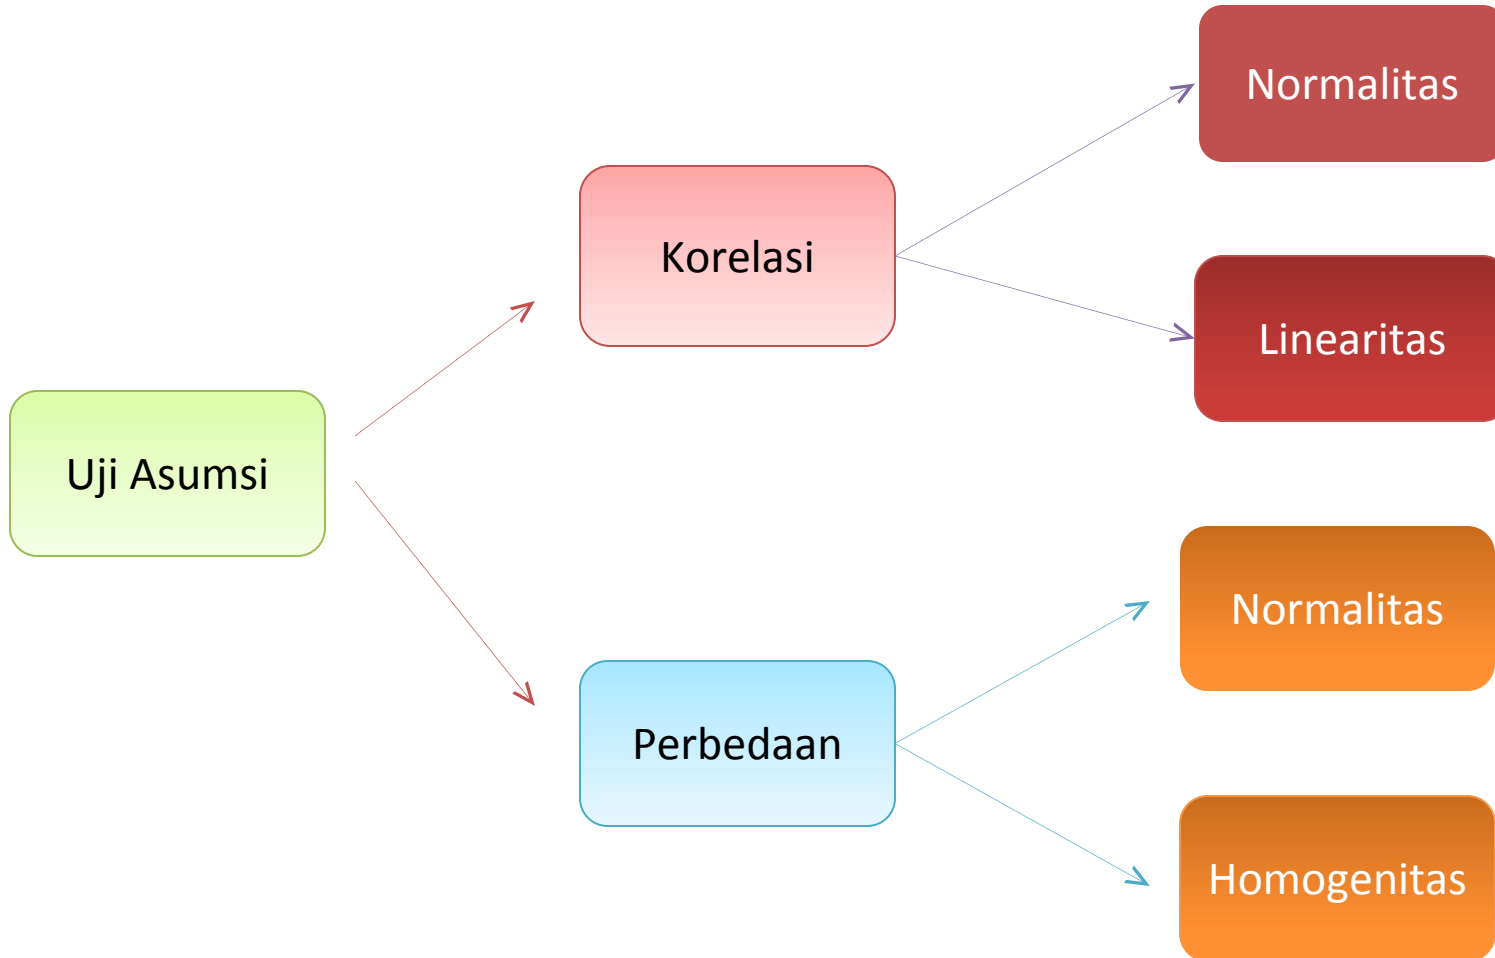 Uji Asumsi
Korelasi
Normalitas
Linearitas
Perbedaan
Normalitas
Homogenitas